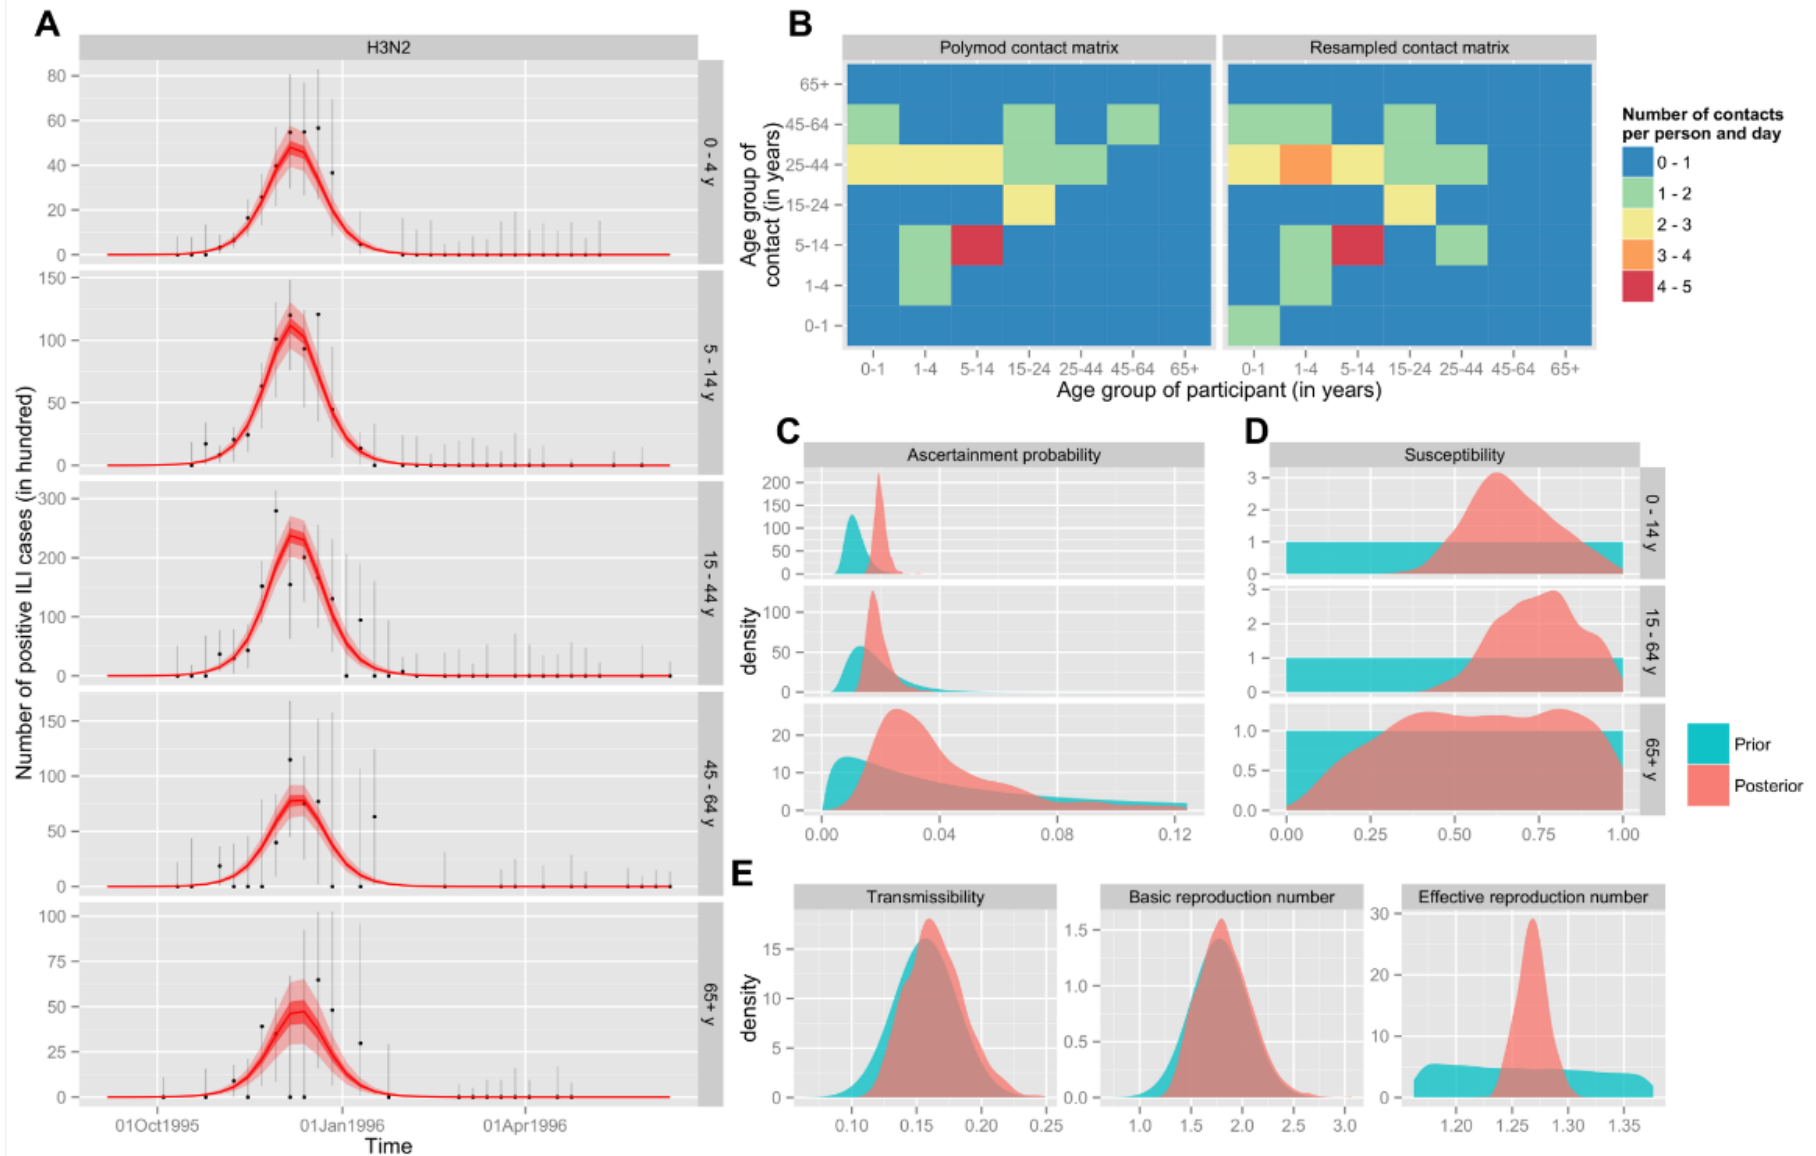 A
H3N2
Number of positive ILI cases (in hundred)
80
60
40
20
0
0 - 4 y
150
100
50
0
5 - 14 y
300
200
100
0
15 - 44 y
150
100
50
0
45 - 64 y
100
75
50
25
0
65+ y
01Oct1995 01Jan1996 01Apr1996
Time
B
Polymod contact matrix Resampled contact matrix
Age group of
contact (in years)
65+
45-64
25-44
15-24
5-14
1-4
0-1
0-1 1-4 5-14 15-24 25-44 45-64 65+ 0-1 1-4 5-14 15-24 25-44 45-64 65+
Age group of participant (in years)
Number of contacts
per person and day
0 - 1
1 - 2
2 - 3
3 - 4
4 - 5
C
Ascertainment probability
density
200
150
100
50
0
100
50
0
20
10
0
0.00 0.04 0.08 0.12
D
Susceptibility
3
2
1
0
0 - 14 y
3
2
1
0
15 - 64 y
1.0
0.5
0.0
65+ y
0.00 0.25 0.50 0.75 1.00
Prior
Posterior
E
Transmissibility
density
15
10
5
0
0.10 0.15 0.20 0.25
Basic reproduction number
1.5
1.0
0.5
0.0
1.0 1.5 2.0 2.5 3.0
Effective reproduction number
30
20
10
0
1.20 1.25 1.30 1.35